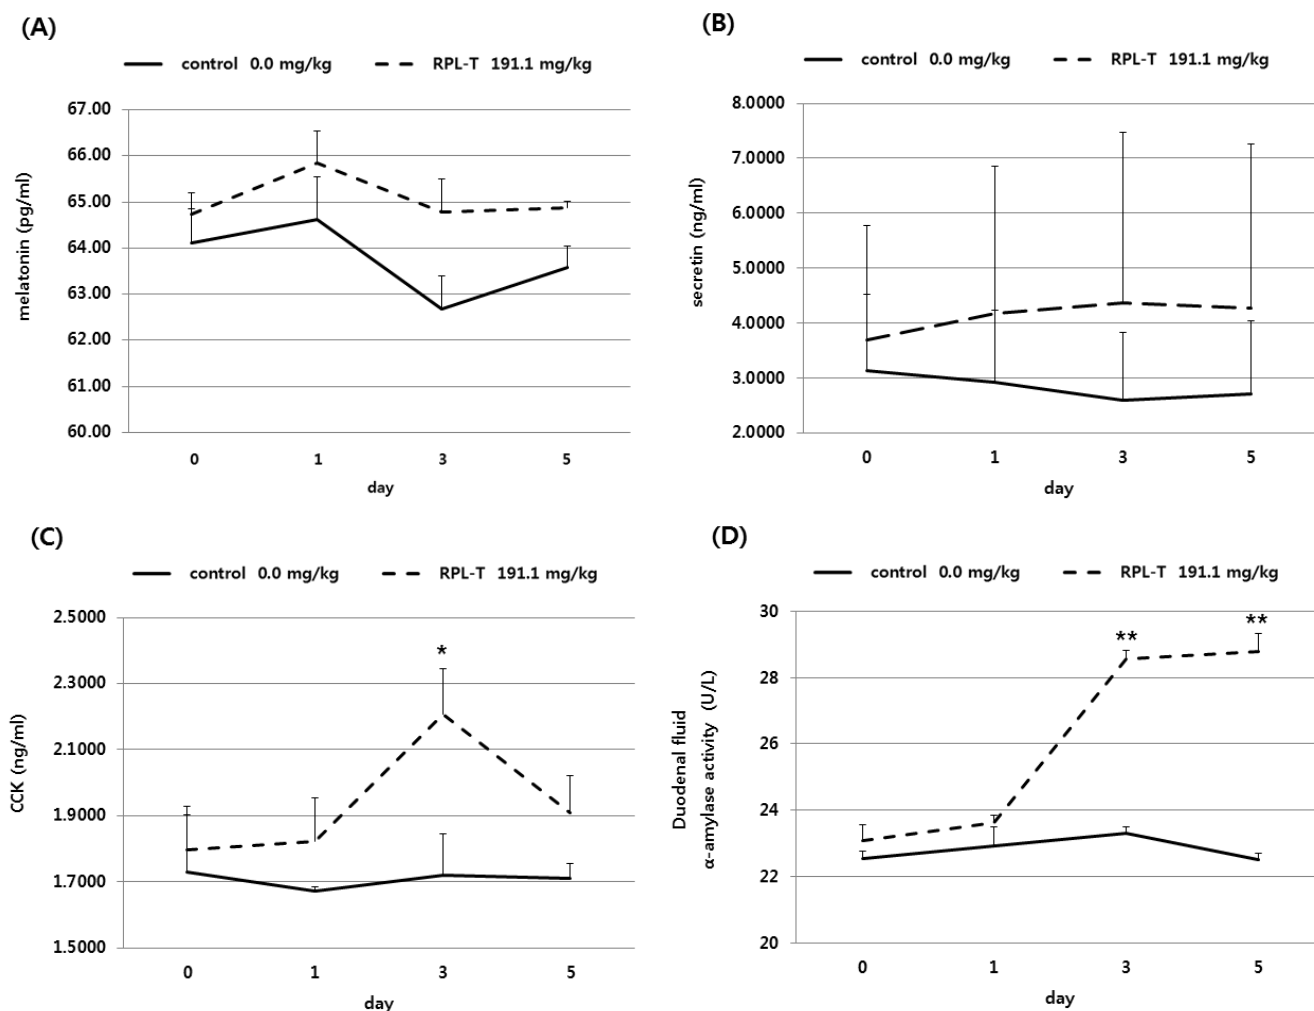 (A)
control 0.0 mg/kg RPL-T 191.1 mg/kg
67.00
66.00
65.00
64.00
63.00
62.00
61.00
60.00
melatonin (pg/ml)
0 1 3 5
day
(B)
control 0.0 mg/kg RPL-T 191.1 mg/kg
8.0000
7.0000
6.0000
5.0000
4.0000
3.0000
2.0000
secretin (ng/ml)
0 1 3 5
day
(C)
control 0.0 mg/kg RPL-T 191.1 mg/kg
2.5000
2.3000
2.1000
1.9000
1.7000
1.5000
CCK (ng/ml)
*
0 1 3 5
day
(D)
control 0.0 mg/kg RPL-T 191.1 mg/kg
30
28
26
24
22
20
Duodenal fluid
α-amylase activity (U/L)
** **
0 1 3 5
day